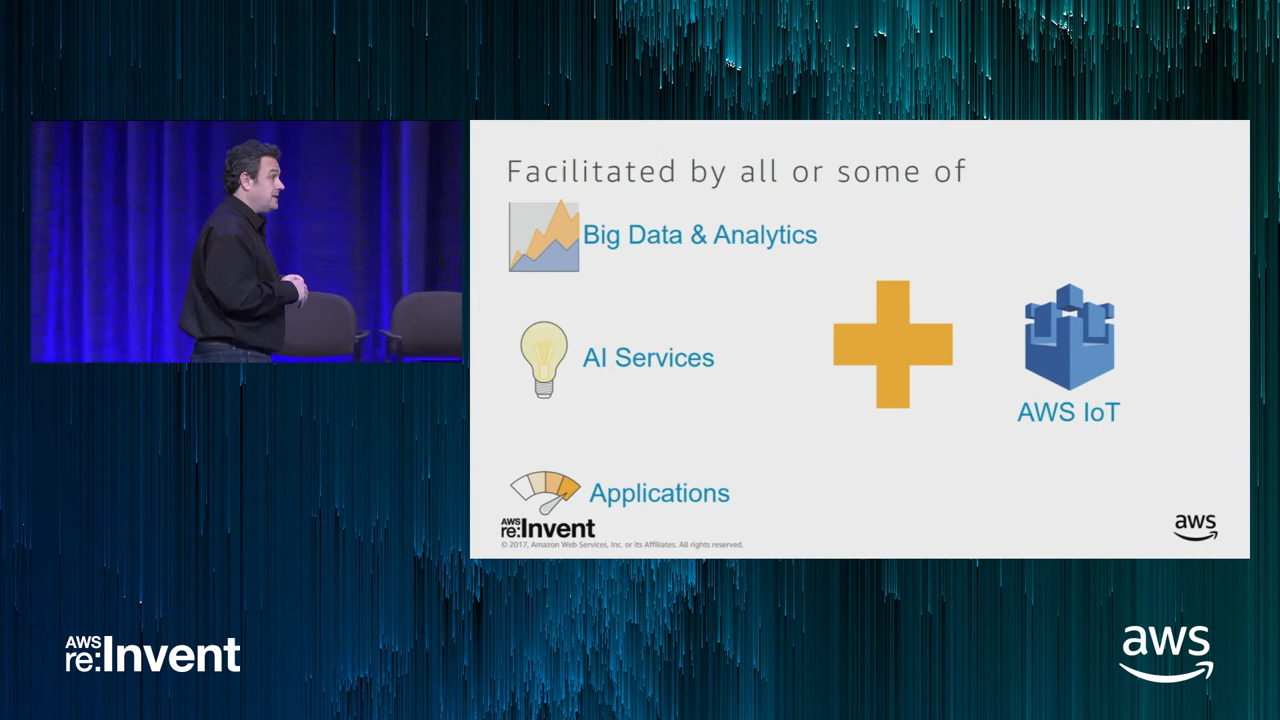 Facilitated by all or some of
Big Data & Analytics
AI Services
AWS IoT
Applications
AWS
re:Invent
© 2017, Amazon Web Services, Inc. or its Affiliates. All rights reserved.
aws
AWS
re:Invent
aws